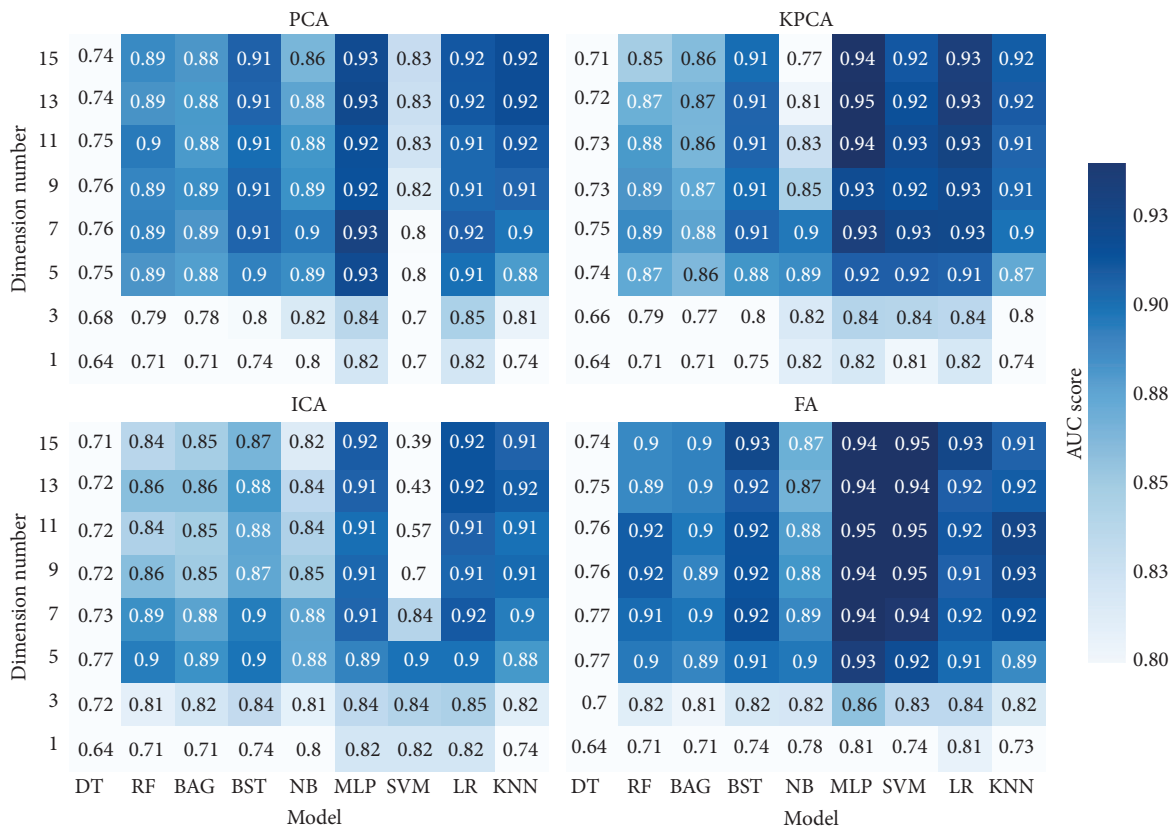 PCA
KPCA
15 0.74 0.89 0.88 0.91 0.86 0.93 0.83 0.92 0.92 0.71 0.85 0.86 0.91 0.77 0.94 0.92 0.93 0.92
13 0.74 0.89 0.88 0.91 0.88 0.93 0.83 0.92 0.92 0.72 0.87 0.87 0.91 0.81 0.95 0.92 0.93 0.92
11 0.75 0.9 0.88 0.91 0.88 0.92 0.83 0.91 0.92 0.73 0.88 0.86 0.91 0.83 0.94 0.93 0.93 0.91
9 0.76 0.89 0.89 0.91 0.89 0.92 0.82 0.91 0.91 0.73 0.89 0.87 0.91 0.85 0.93 0.92 0.93 0.91
7 0.76 0.89 0.89 0.91 0.9 0.93 0.8 0.92 0.9 0.75 0.89 0.88 0.91 0.9 0.93 0.93 0.93 0.9
5 0.75 0.89 0.88 0.9 0.89 0.93 0.8 0.91 0.88 0.74 0.87 0.86 0.88 0.89 0.92 0.92 0.91 0.87
3 0.68 0.79 0.78 0.8 0.82 0.84 0.7 0.85 0.81 0.66 0.79 0.77 0.8 0.82 0.84 0.84 0.84 0.8
1 0.64 0.71 0.71 0.74 0.8 0.82 0.7 0.82 0.74 0.64 0.71 0.71 0.75 0.82 0.82 0.81 0.82 0.74
Dimension number
ICA
FA
15 0.71 0.84 0.85 0.87 0.82 0.92 0.39 0.92 0.91 0.74 0.9 0.9 0.93 0.87 0.94 0.95 0.93 0.91
13 0.72 0.86 0.86 0.88 0.84 0.91 0.43 0.92 0.92 0.75 0.89 0.9 0.92 0.87 0.94 0.94 0.92 0.92
11 0.72 0.84 0.85 0.88 0.84 0.91 0.57 0.91 0.91 0.76 0.92 0.9 0.92 0.88 0.95 0.95 0.92 0.93
9 0.72 0.86 0.85 0.87 0.85 0.91 0.7 0.91 0.91 0.76 0.92 0.89 0.92 0.88 0.94 0.95 0.91 0.93
7 0.73 0.89 0.88 0.9 0.88 0.91 0.84 0.92 0.9 0.77 0.91 0.9 0.92 0.89 0.94 0.94 0.92 0.92
5 0.77 0.9 0.89 0.9 0.88 0.89 0.9 0.9 0.88 0.77 0.9 0.89 0.91 0.9 0.93 0.92 0.91 0.89
3 0.72 0.81 0.82 0.84 0.81 0.84 0.84 0.85 0.82 0.7 0.82 0.81 0.82 0.82 0.86 0.83 0.84 0.82
1 0.64 0.71 0.71 0.74 0.8 0.82 0.82 0.82 0.74 0.64 0.71 0.71 0.74 0.78 0.81 0.74 0.81 0.73
Dimension number
DT RF BAG BST NB MLP SVM LR KNN DT RF BAG BST NB MLP SVM LR KNN
Model
Model
0.93
0.90
0.88
0.85
0.83
0.80
AUC score